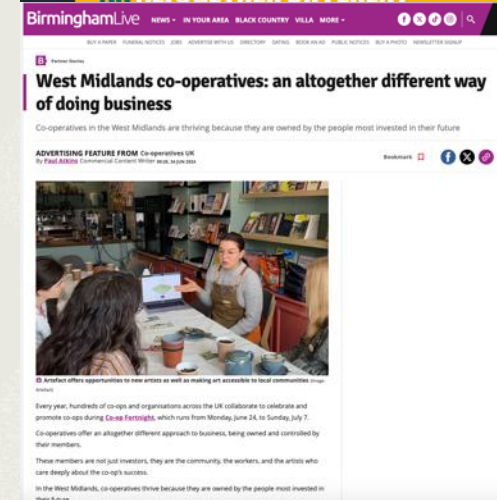 BirminghamLive NEWS IN YOUR AREA BLACK COUNTRY VILLA MORE
BUY A PAPER FUNERAL NOTICES JOBS ADVERTISE WITH US DIRECTORY DATING BOOK AN AD PUBLIC NOTICES BUY A PHOTO NEWSLETTER SIGNUP
B Partner Stories
West Midlands co-operatives: an altogether different way
of doing business
Co-operatives in the West Midlands are thriving because they are owned by the people most invested in their future
ADVERTISING FEATURE FROM Co-operatives UK
By Paul Atkins Commercial Content Writer 24 JUN 2024
Bookmark
Artefact offers opportunities to new artists as well as making art accessible to local communities (Image:
Artefact)
Every year, hundreds of co-ops and organisations across the UK collaborate to celebrate and
promote co-ops during Co-op Fortnight, which runs from Monday, June 24, to Sunday, July 7.
Co-operatives offer an altogether different approach to business, being owned and controlled by
their members.
These members are not just investors, they are the community, the workers, and the artists who
care deeply about the co-op's success.
In the West Midlands, co-operatives thrive because they are owned by the people most invested in
their future.